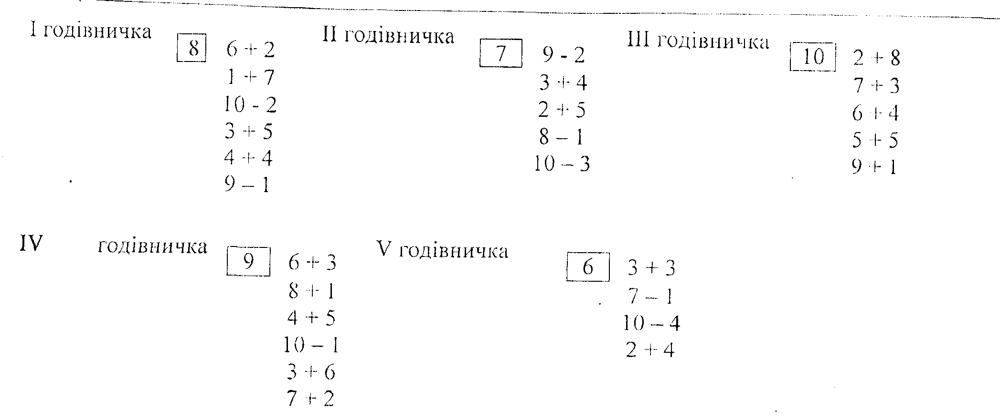 I годівничка
8 6 + 2
1 + 7
10 - 2
3 + 5
4 + 4
9 – 1
II годівничка
7 9 - 2
3 + 4
2 + 5
8 – 1
10 – 3
III годівничка
10 2 + 8
7 + 3
6 + 4
5 + 5
9 + 1
IV годівничка
9 6 + 3
8 + 1
4 + 5
10 – 1
3 + 6
7 + 2
V годівничка
6 3 + 3
7 – 1
10 – 4
2 + 4